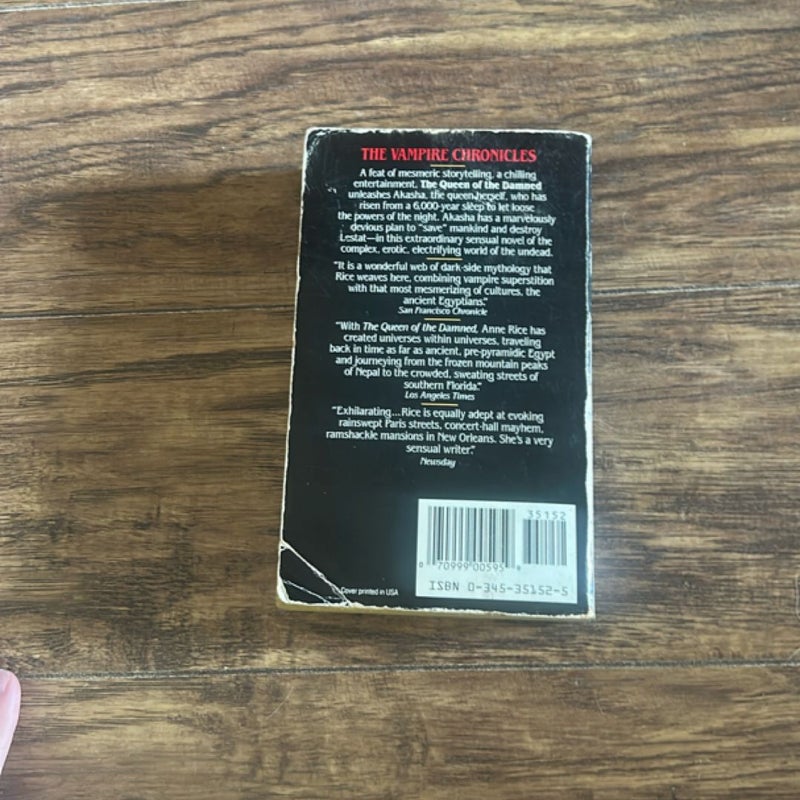 THE VAMPIRE CHRONICLES
A feat of mesmeric storytelling, a chilling
entertainment, The Queen of the Damned
unleashes Akasha, the queen herself, who has
risen from a 6,000-year sleep to let loose
the powers of the night. Akasha has a marvelously
devious plan to "save" mankind and destroy
Lestat—in this extraordinary sensual novel of the
complex, erotic, electrifying world of the undead.
"It is a wonderful web of dark-side mythology that
Rice weaves here, combining vampire superstition
with that most mesmerizing of cultures, the
ancient Egyptians."
San Francisco Chronicle
"With The Queen of the Damned, Anne Rice has
created universes within universes, traveling
back in time as far as ancient, pre-pyramidic Egypt
and journeying from the frozen mountain peaks
of Nepal to the crowded, sweating streets of
southern Florida."
Los Angeles Times
"Exhilarating...Rice is equally adept at evoking
rainswept Paris streets, concert-hall mayhem,
ramshackle mansions in New Orleans. She's a very
sensual writer."
Newsday
35152
0 70999 00595
ISBN 0-345-35152-5
Cover printed in USA